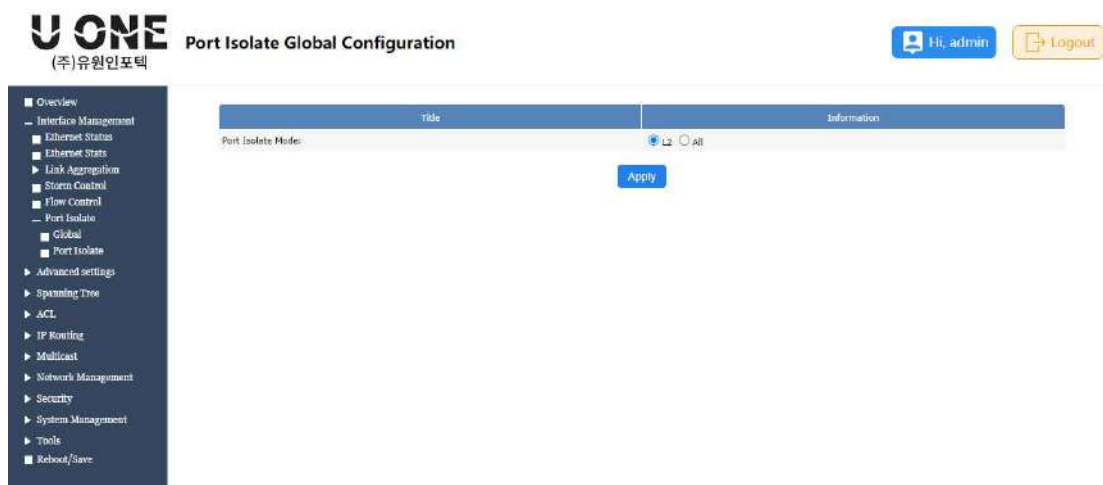 U ONE
(주)유원인포텍
Port Isolate Global Configuration
Hi, admin
Logout
Overview
Interface Management
Ethernet Status
Ethernet Stats
Link Aggregation
Storm Control
Flow Control
Port Isolate
Global
Port Isolate
Advanced settings
Spanning Tree
ACL
IP Routing
Multicast
Network Management
Security
System Management
Tools
Reboot/Save
Title Information
Port Isolate Mode: L2 All
Apply